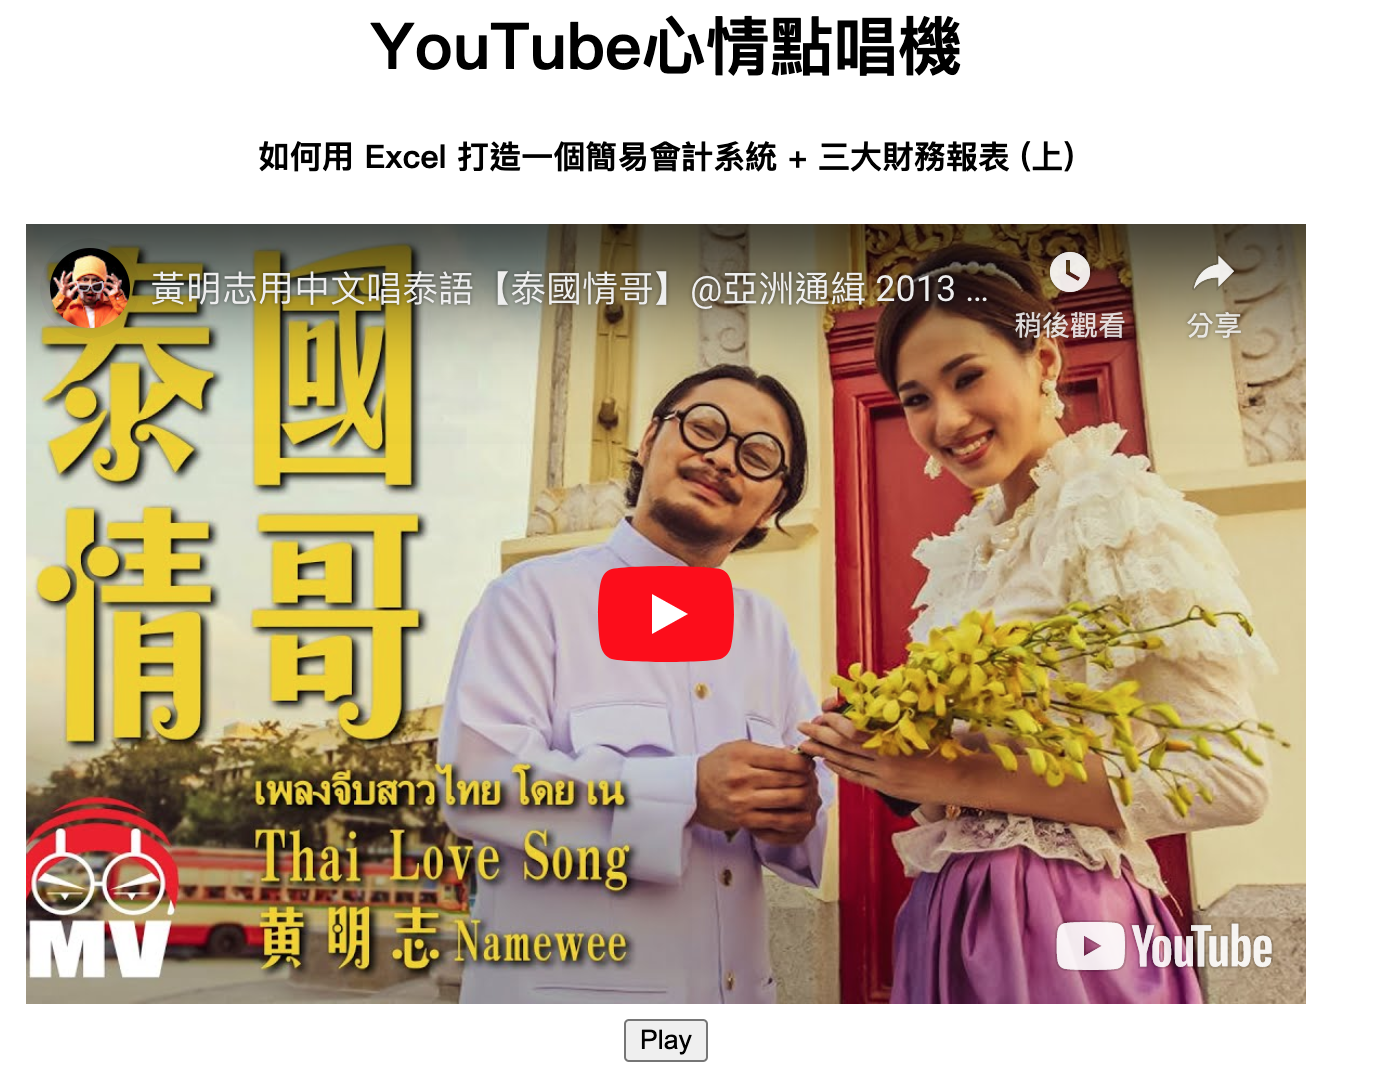 YouTube心情點唱機
如何用 Excel 打造一個簡易會計系統 + 三大財務報表 (上)
黃明志用中文唱泰語【泰國情哥】@亞洲通緝 2013 ...
稍後觀看
分享
泰國
情哥
เพลงจีบสาวไทย โดย เน
Thai Love Song
黃明志 Namewee
MV
YouTube
Play